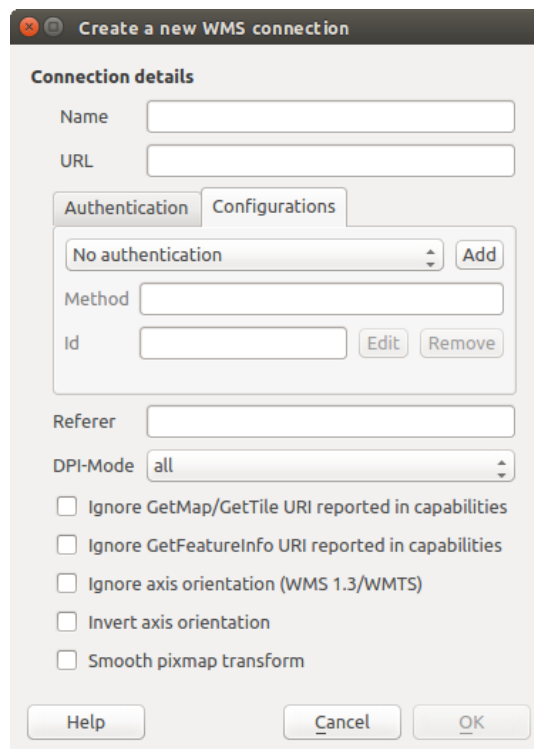 Create a new WMS connection
Connection details
Name
URL
Authentication Configurations
No authentication Add
Method
Id Edit Remove
Referer
DPI-Mode all
Ignore GetMap/GetTile URI reported in capabilities
Ignore GetFeatureInfo URI reported in capabilities
Ignore axis orientation (WMS 1.3/WMTS)
Invert axis orientation
Smooth pixmap transform
Help Cancel OK